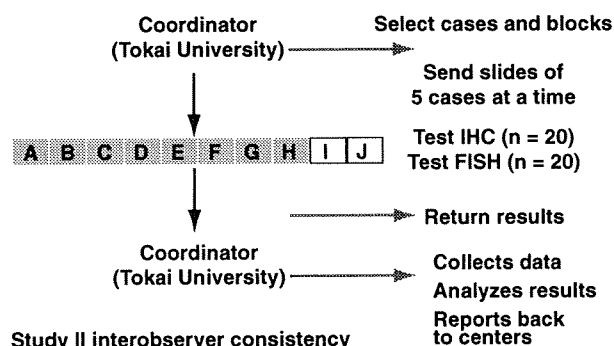 Coordinator
(Tokai University)
Select cases and blocks
Send slides of
5 cases at a time
A B C D E F G H I J
Test IHC (n = 20)
Test FISH (n = 20)
Return results
Coordinator
(Tokai University)
Collects data
Analyzes results
Reports back
to centers
Study II interobserver consistency